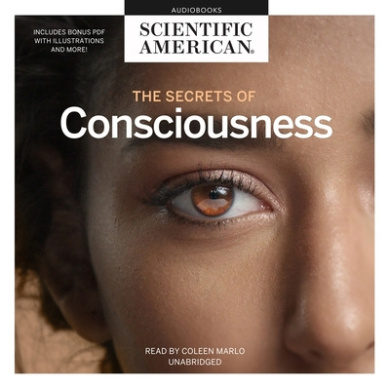 AUDIOBOOKS
SCIENTIFIC
AMERICAN®
INCLUDES BONUS PDF
WITH ILLUSTRATIONS
AND MORE!
THE SECRETS OF
Consciousness
READ BY COLEEN MARLO
UNABRIDGED